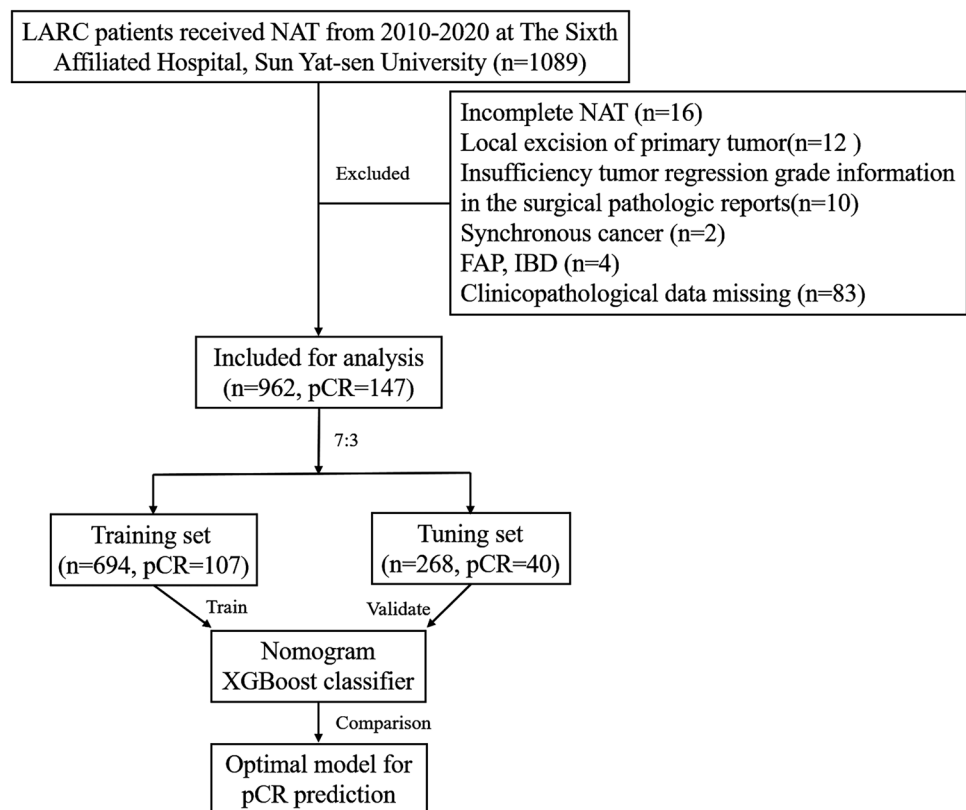 LARC patients received NAT from 2010-2020 at The Sixth
Affiliated Hospital, Sun Yat-sen University (n=1089)
Excluded
Incomplete NAT (n=16)
Local excision of primary tumor(n=12 )
Insufficiency tumor regression grade information
in the surgical pathologic reports(n=10)
Synchronous cancer (n=2)
FAP, IBD (n=4)
Clinicopathological data missing (n=83)
Included for analysis
(n=962, pCR=147)
7:3
Training set
(n=694, pCR=107)
Tuning set
(n=268, pCR=40)
Train
Validate
Nomogram
XGBoost classifier
Comparison
Optimal model for
pCR prediction